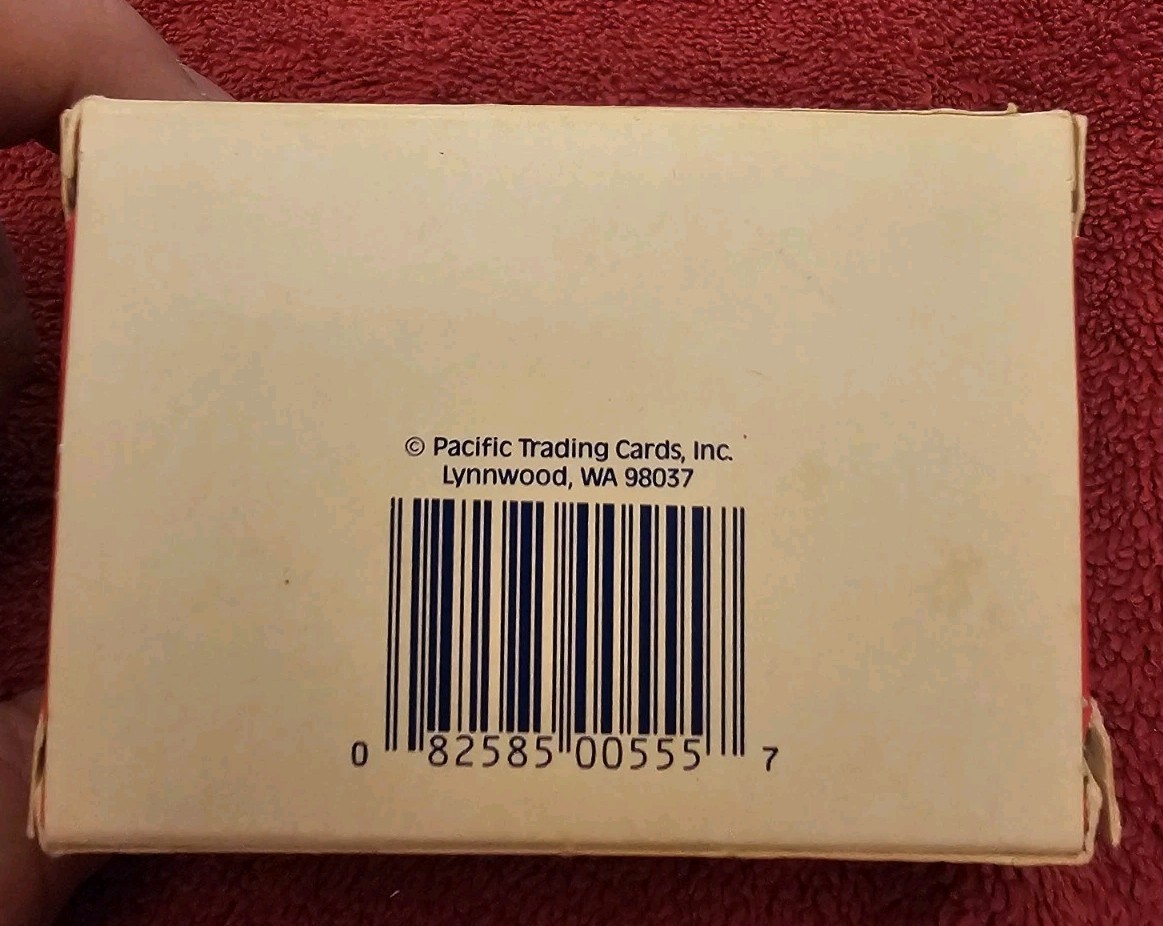 © Pacific Trading Cards, Inc.
Lynnwood, WA 98037
0 82585 00555 7